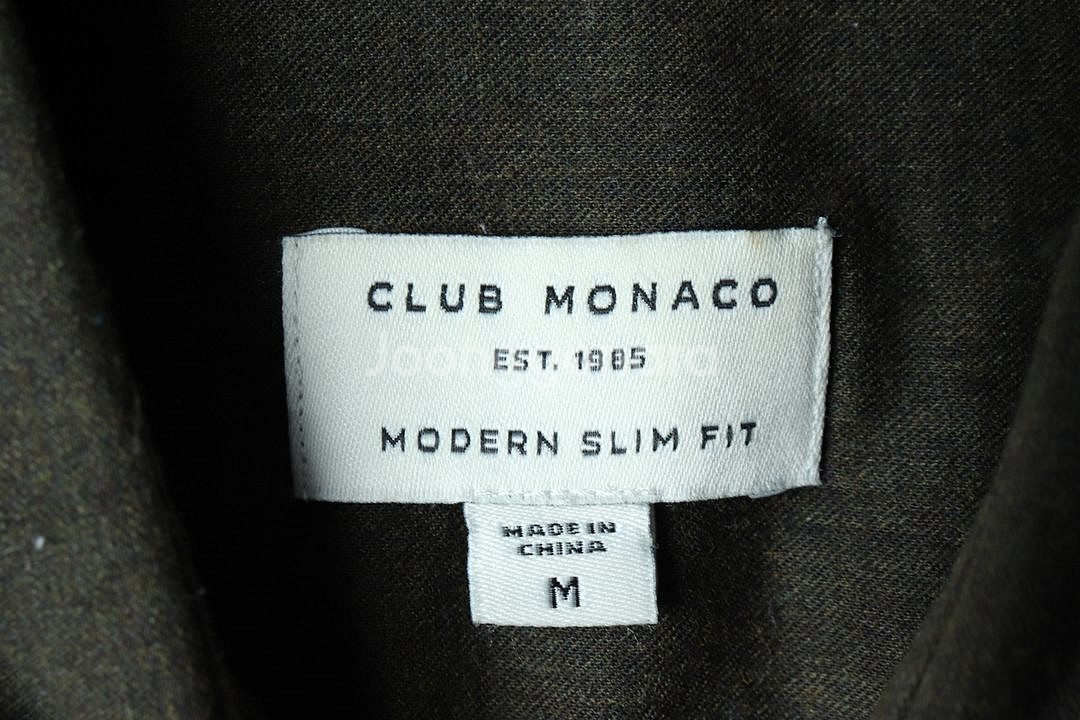 CLUB MONACO
EST. 1985
MODERN SLIM FIT
MADE IN
CHINA
M